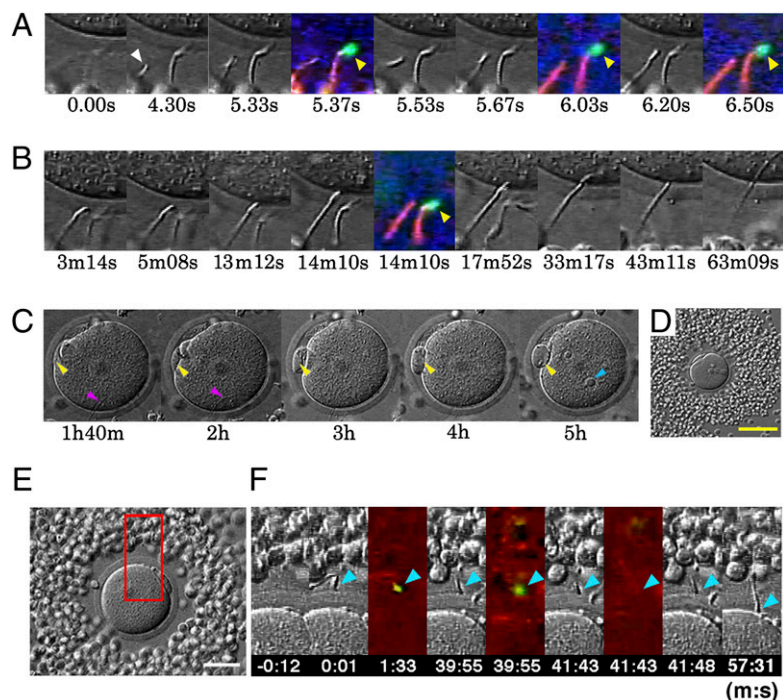 A
0.00s 4.30s 5.33s 5.37s 5.53s 5.67s 6.03s 6.20s 6.50s
B
3m14s 5m08s 13m12s 14m10s 14m10s 17m52s 33m17s 43m11s 63m09s
C D
1h40m 2h 3h 4h 5h
E F
-0:12 0:01 1:33 39:55 39:55 41:43 41:43 41:48 57:31
(m:s)